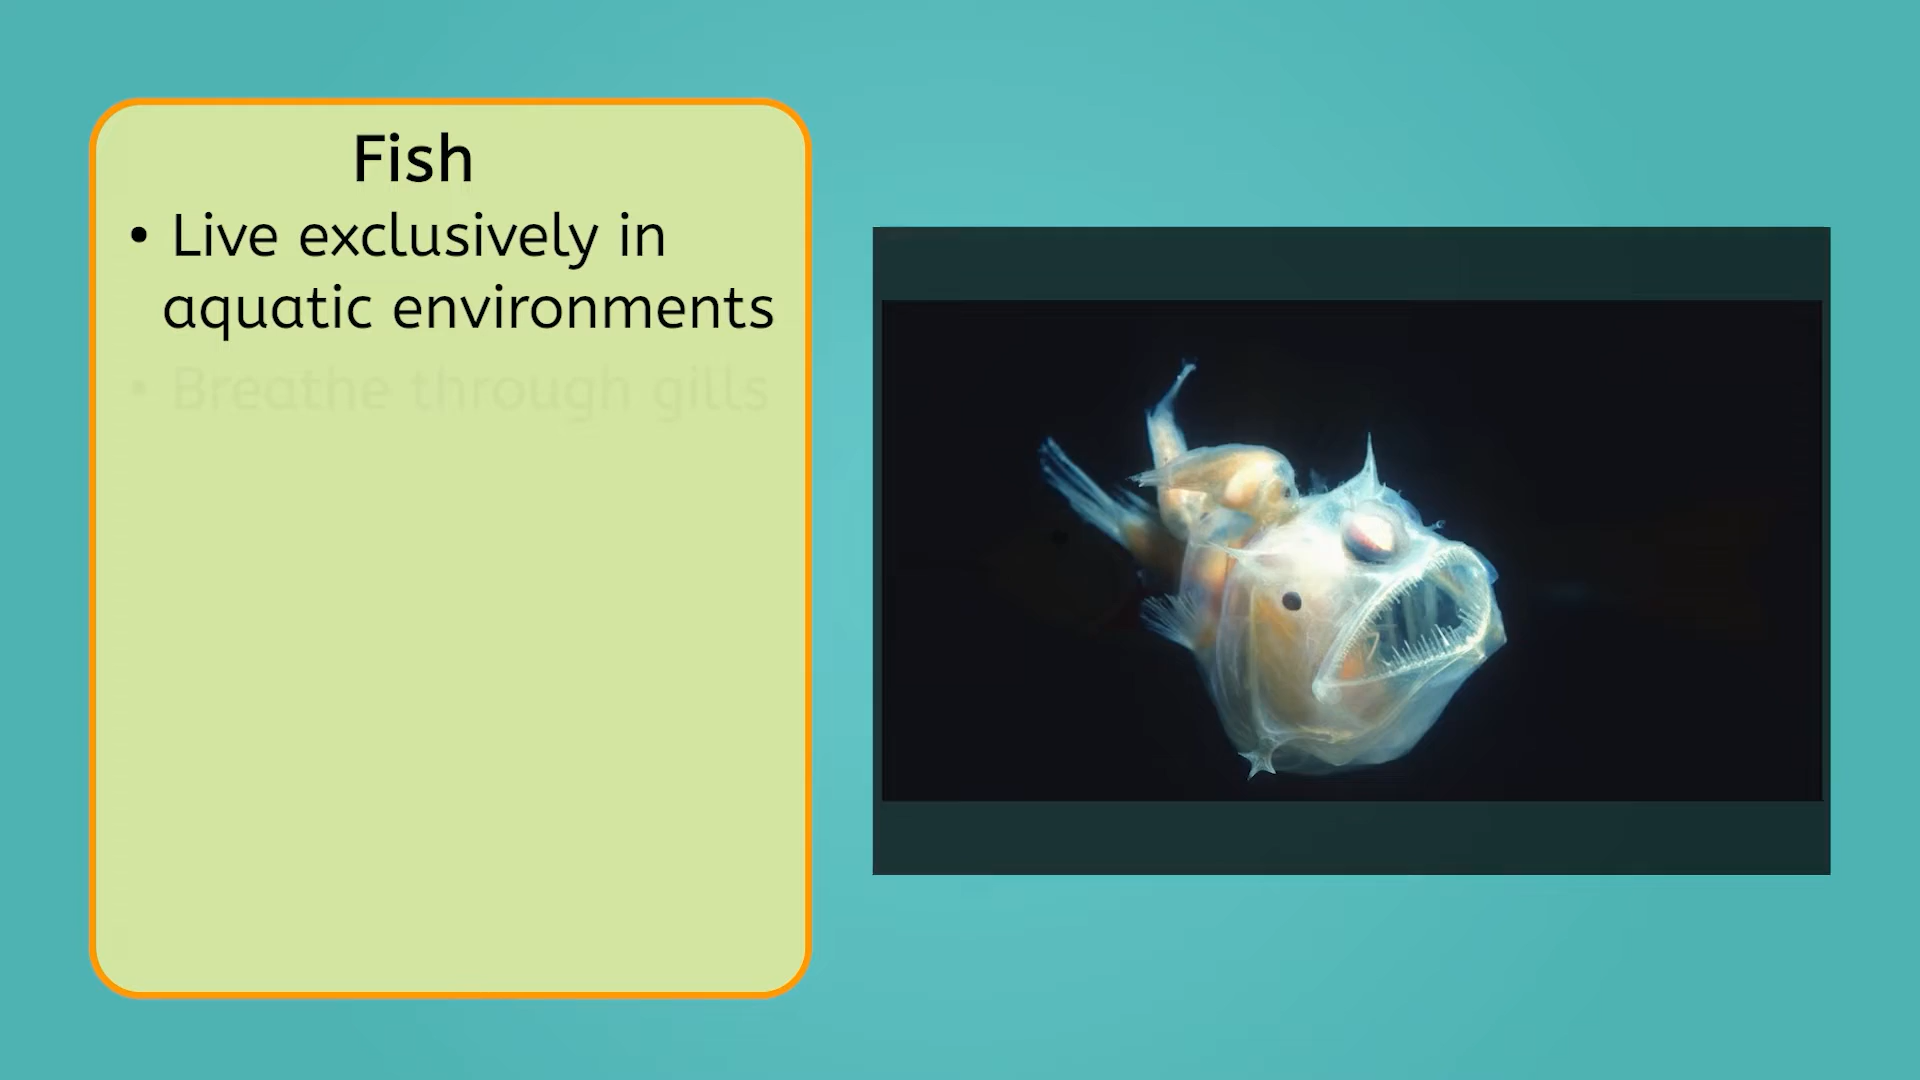 Fish
• Live exclusively in
aquatic environments
• Breathe through gills